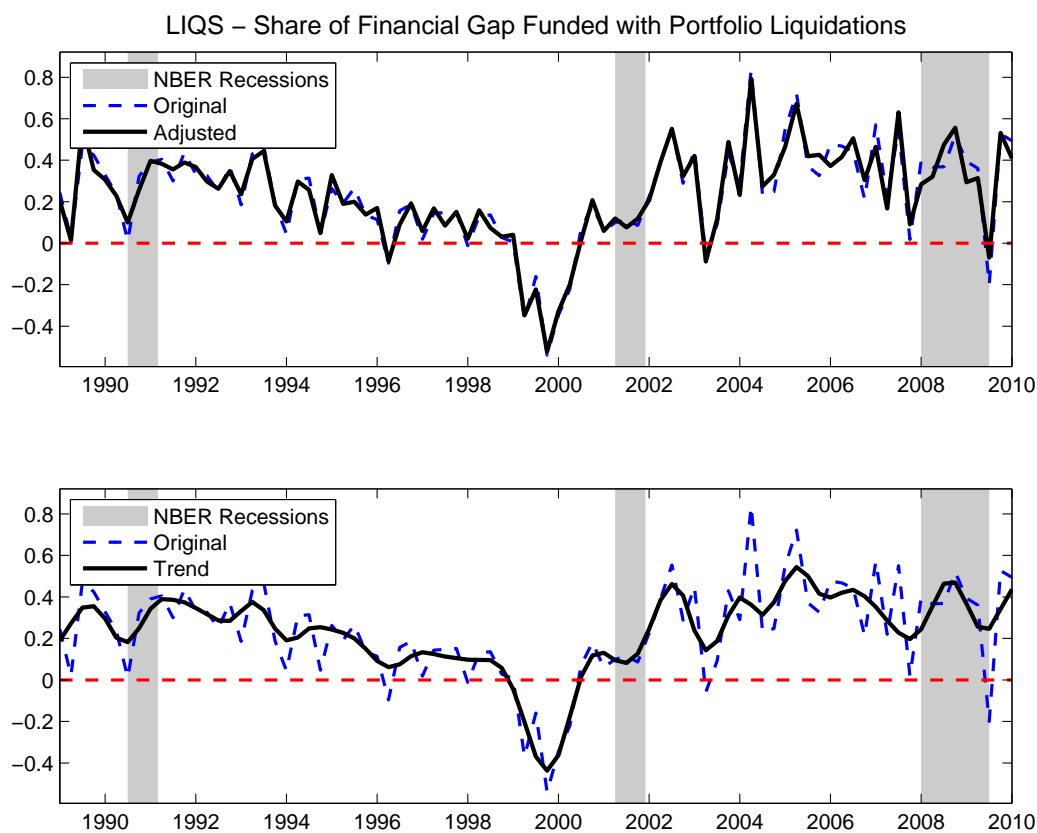 LIQS – Share of Financial Gap Funded with Portfolio Liquidations
0.8
0.6
0.4
0.2
0
−0.2
−0.4
NBER Recessions
Original
Adjusted
1990 1992 1994 1996 1998 2000 2002 2004 2006 2008 2010
0.8
0.6
0.4
0.2
0
−0.2
−0.4
NBER Recessions
Original
Trend
1990 1992 1994 1996 1998 2000 2002 2004 2006 2008 2010